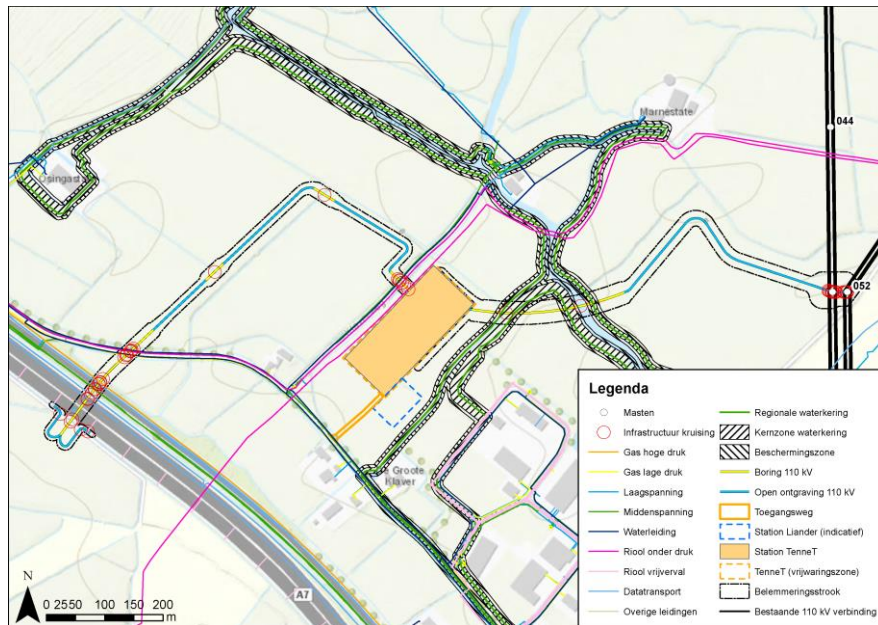 Marnestate
044
Osingast
052
e Groote
Klaver
A7
N
0 2550 100 150 200
m
Legenda
Masten
Infrastructuur kruising
Gas hoge druk
Gas lage druk
Laagspanning
Middenspanning
Waterleiding
Riool onder druk
Riool vrijverval
Datatransport
Overige leidingen
Regionale waterkering
Kernzone waterkering
Beschermingszone
Boring 110 kV
Open ontgraving 110 kV
Toegangsweg
Station Liander (indicatief)
Station TenneT
TenneT (vrijwaringszone)
Belemmeringsstrook
Bestaande 110 kV verbinding